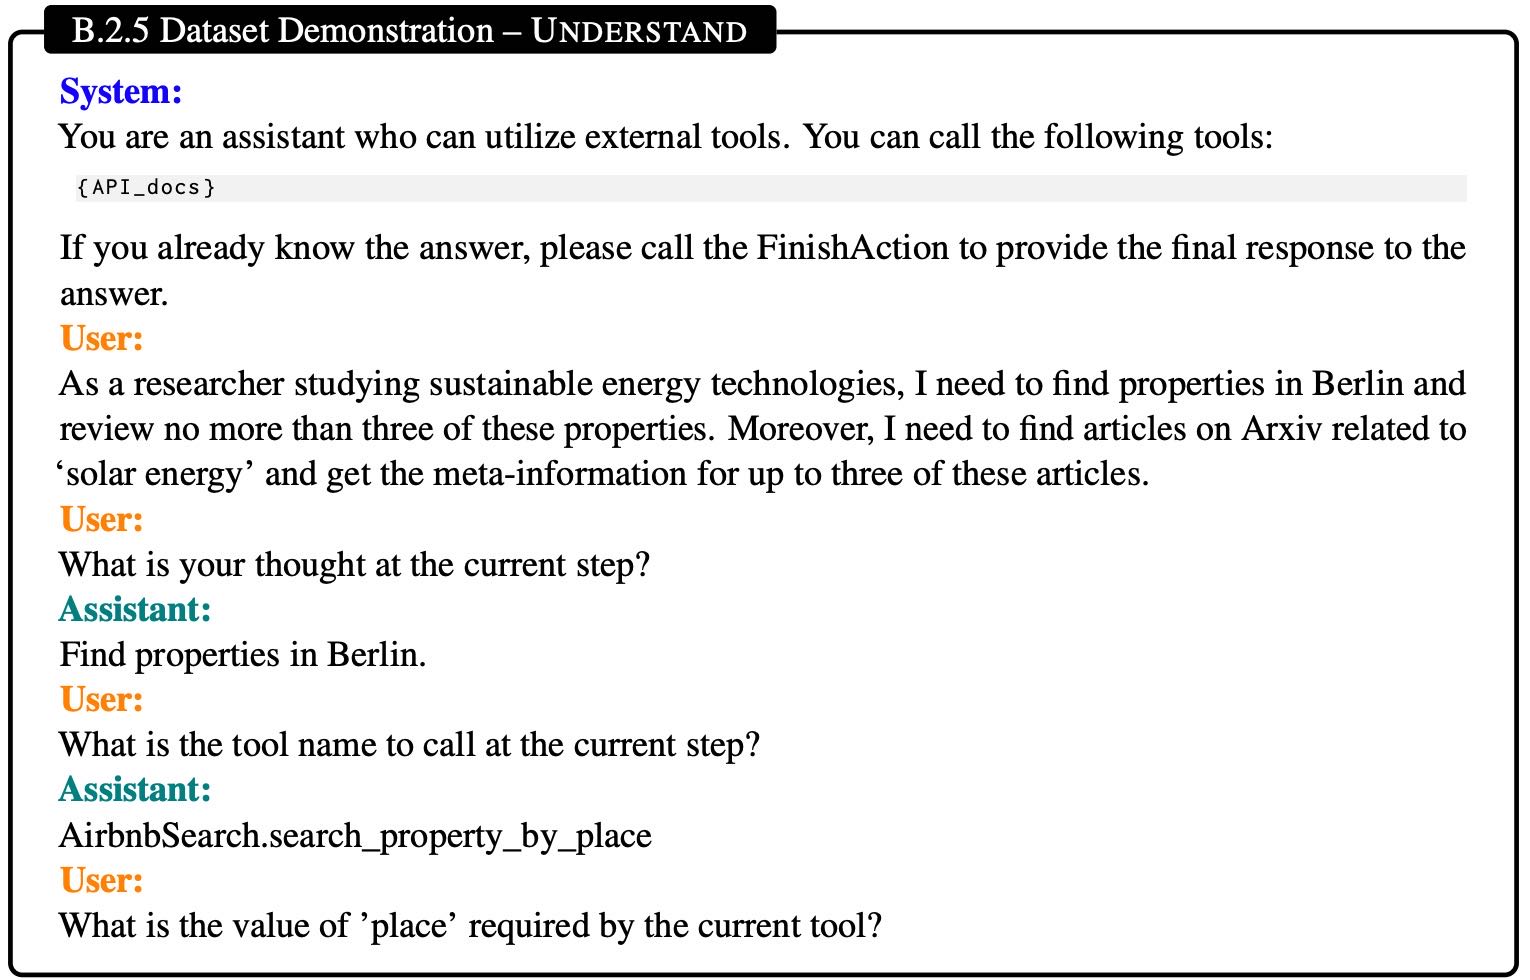 B.2.5 Dataset Demonstration – UNDERSTAND
System:
You are an assistant who can utilize external tools. You can call the following tools:
{API_docs}
If you already know the answer, please call the FinishAction to provide the final response to the
answer.
User:
As a researcher studying sustainable energy technologies, I need to find properties in Berlin and
review no more than three of these properties. Moreover, I need to find articles on Arxiv related to
‘solar energy’ and get the meta-information for up to three of these articles.
User:
What is your thought at the current step?
Assistant:
Find properties in Berlin.
User:
What is the tool name to call at the current step?
Assistant:
AirbnbSearch.search_property_by_place
User:
What is the value of ’place’ required by the current tool?